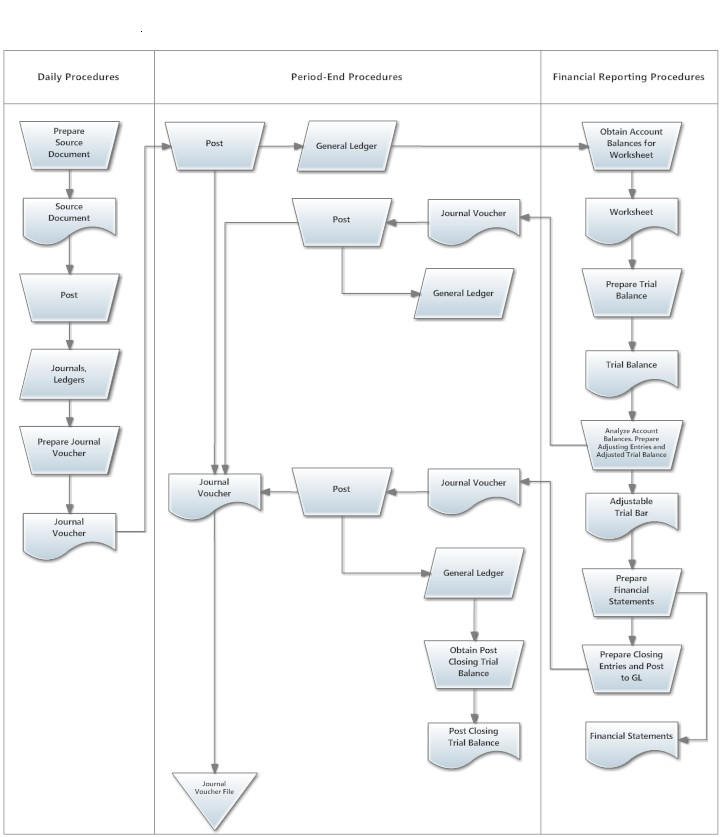 Daily Procedures
Period-End Procedures
Financial Reporting Procedures
Prepare
Source
Document
Source
Document
Post
Journals,
Ledgers
Prepare Journal
Voucher
Journal
Voucher
Post
General Ledger
Post
Journal Voucher
General Ledger
Journal
Voucher
Post
Journal Voucher
General Ledger
Obtain Post
Closing Trial
Balance
Post Closing
Trial Balance
Journal
Voucher File
Obtain Account
Balances for
Worksheet
Worksheet
Prepare Trial
Balance
Trial Balance
Analyze Account
Balances. Prepare
Adjusting Entries and
Adjusted Trial Balance
Adjustable
Trial Bar
Prepare
Financial
Statements
Prepare Closing
Entries and Post
to GL
Financial Statements